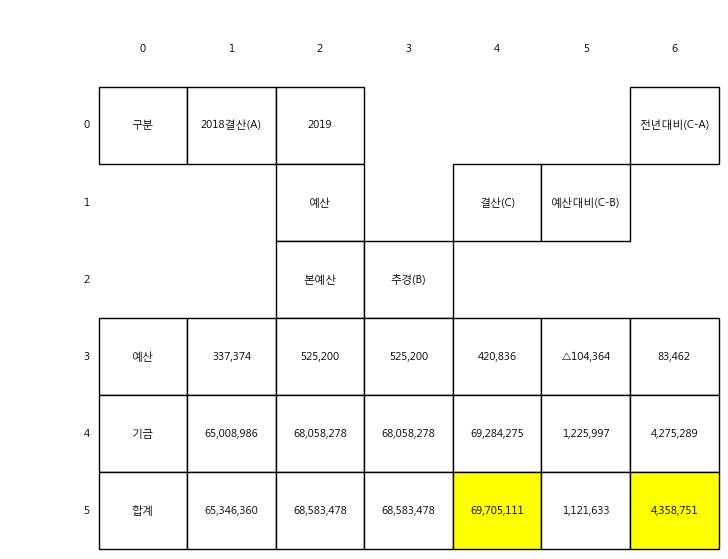 0 1 2 3 4 5 6
0 구분 2018결산(A) 2019 전년대비(C-A)
1 예산 결산(C) 예산대비(C-B)
2 본예산 추경(B)
3 예산 337,374 525,200 525,200 420,836 △104,364 83,462
4 기금 65,008,986 68,058,278 68,058,278 69,284,275 1,225,997 4,275,289
5 합계 65,346,360 68,583,478 68,583,478 69,705,111 1,121,633 4,358,751